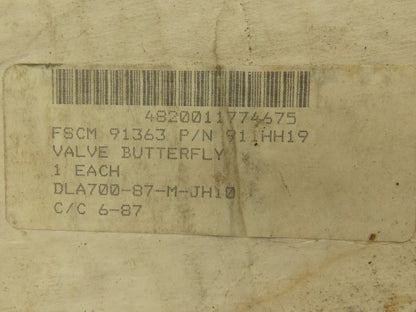 4820011774675
FSCM 91363 P/N 911HH19
VALVE BUTTERFLY
1 EACH
DLA700-87-M-JH10
C/C 6-87